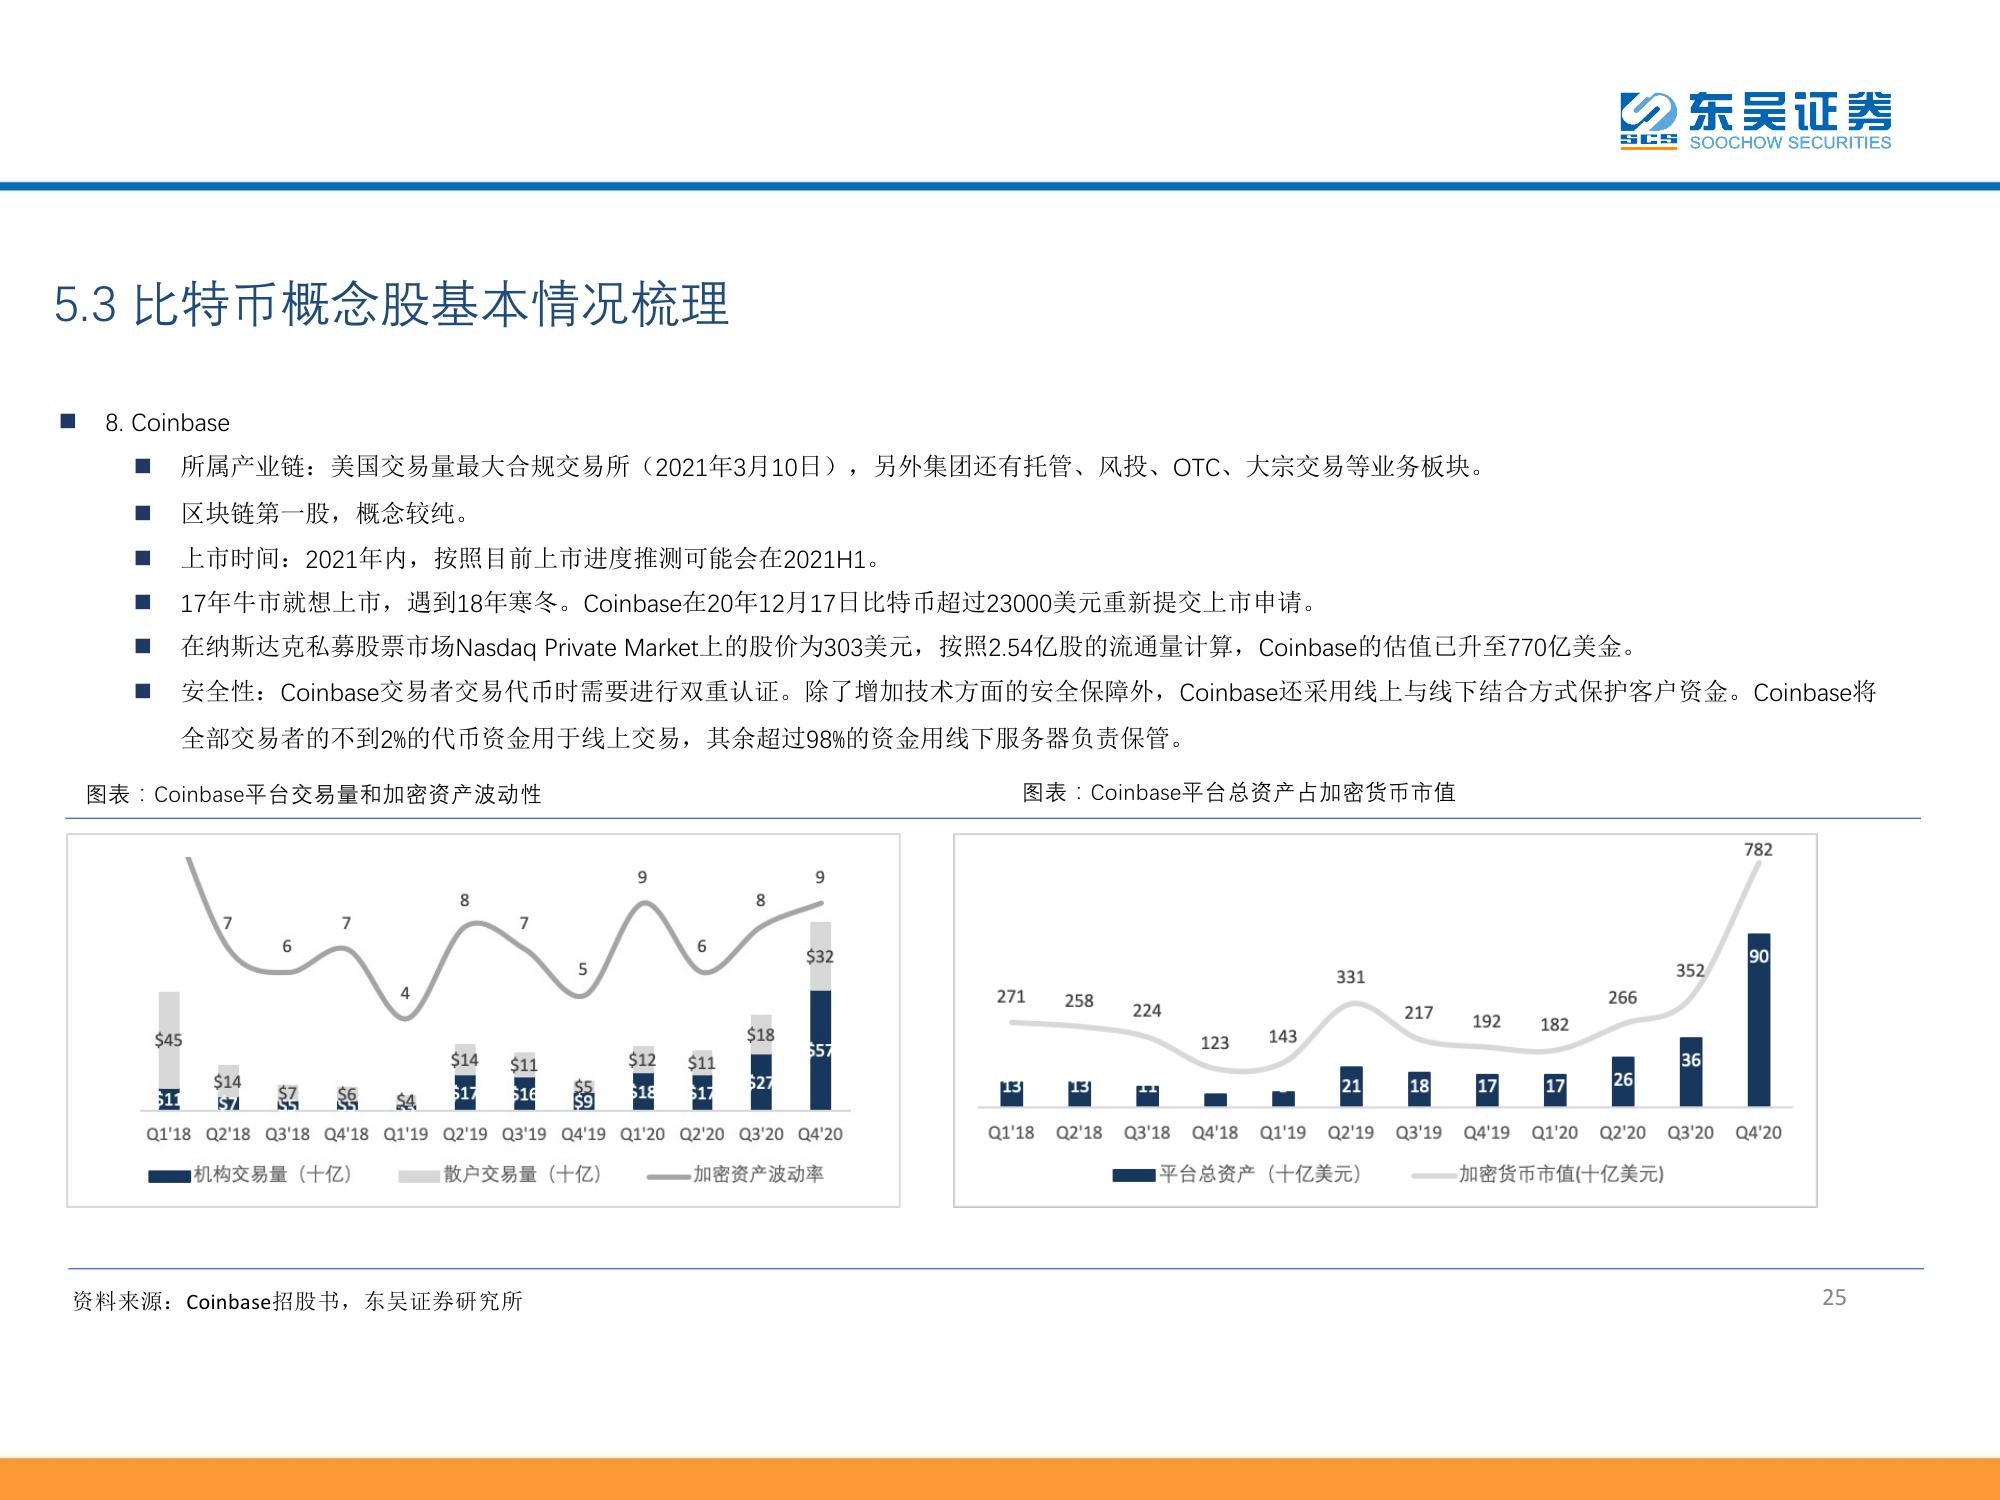 东吴证券
SCS
SOOCHOW SECURITIES
5.3 比特币概念股基本情况梳理
8. Coinbase
所属产业链：美国交易量最大合规交易所（2021年3月10日），另外集团还有托管、风投、OTC、大宗交易等业务板块。
区块链第一股，概念较纯。
上市时间：2021年内，按照目前上市进度推测可能会在2021H1。
17年牛市就想上市，遇到18年寒冬。Coinbase在20年12月17日比特币超过23000美元重新提交上市申请。
在纳斯达克私募股票市场Nasdaq Private Market上的股价为303美元，按照2.54亿股的流通量计算，Coinbase的估值已升至770亿美金。
安全性：Coinbase交易者交易代币时需要进行双重认证。除了增加技术方面的安全保障外，Coinbase还采用线上与线下结合方式保护客户资金。Coinbase将
全部交易者的不到2%的代币资金用于线上交易，其余超过98%的资金用线下服务器负责保管。
图表：Coinbase平台交易量和加密资产波动性
7 6 7 4 8 7 5 9 6 8 9
$45 $14 $7 $6 $4 $14 $11 $5 $12 $11 $18 $32
$11 $7 $5 $5 $17 $16 $9 $18 $17 $27 $57
Q1'18 Q2'18 Q3'18 Q4'18 Q1'19 Q2'19 Q3'19 Q4'19 Q1'20 Q2'20 Q3'20 Q4'20
机构交易量（十亿） 散户交易量（十亿） 加密资产波动率
图表：Coinbase平台总资产占加密货币市值
271 258 224 123 143 331 217 192 182 266 352 782
13 13 11 21 18 17 17 26 36 90
Q1'18 Q2'18 Q3'18 Q4'18 Q1'19 Q2'19 Q3'19 Q4'19 Q1'20 Q2'20 Q3'20 Q4'20
平台总资产（十亿美元） 加密货币市值(十亿美元)
资料来源：Coinbase招股书，东吴证券研究所
25